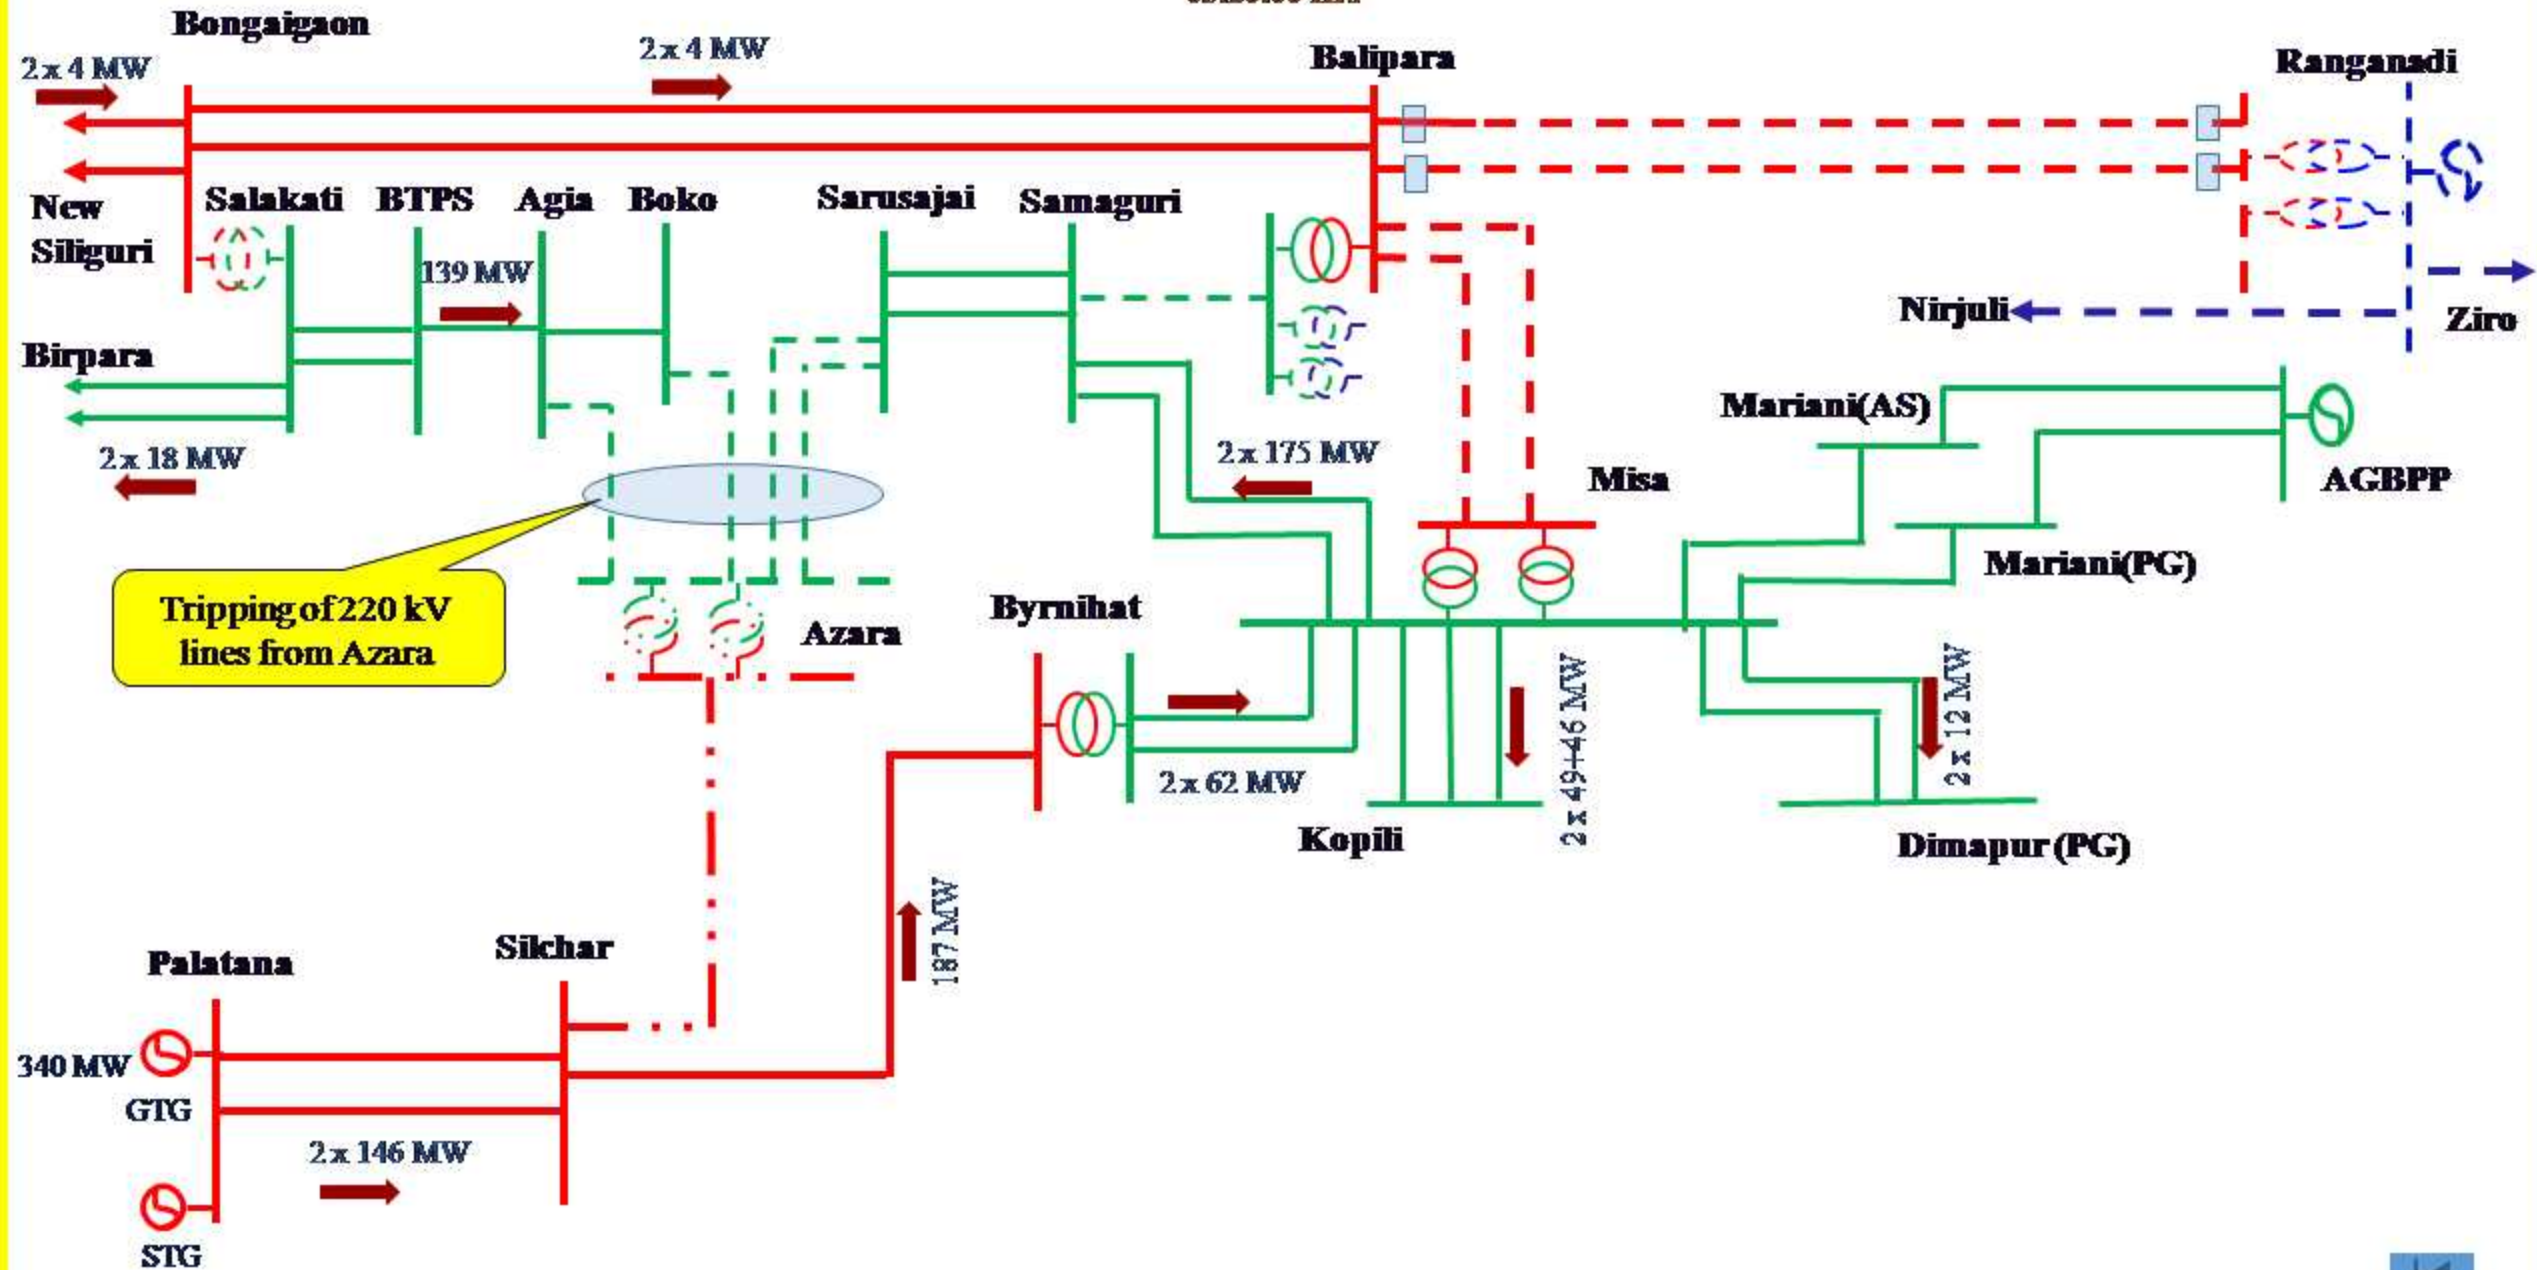 Bongaigaon
2 x 4 MW
2 x 4 MW
Balipara
Ranganadi
New
Siliguri
Salakati
BTPS
Agia
Boko
Sarusajai
Samaguri
139 MW
Nirjuli
Ziro
Birpara
2 x 18 MW
2 x 175 MW
Mariani(AS)
Misa
AGBPP
Mariani(PG)
Tripping of 220 kV
lines from Azara
Azara
Byrnihat
2 x 62 MW
2 x 49+46 MW
2 x 12 MW
Kopili
Dimapur (PG)
187 MW
Palatana
Silchar
340 MW
GTG
2 x 146 MW
STG